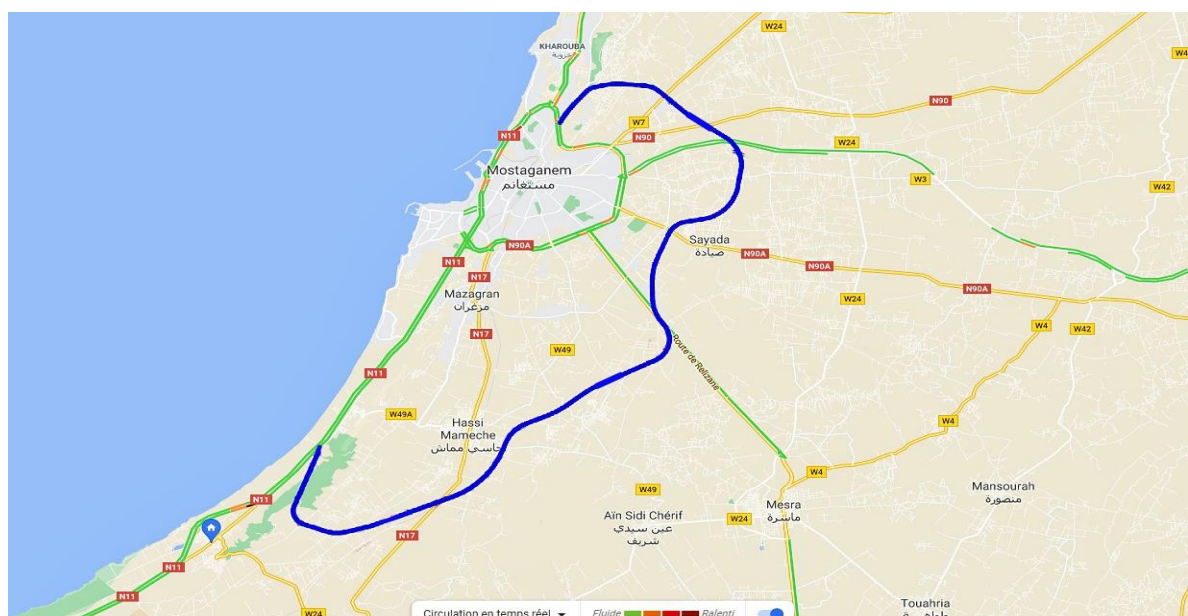 W24
KHAROUBA
خروبة
W4
N90
W7
N11
N90
W24
Mostaganem
مستغانم
W3
W42
Sayada
صيادة
N90A
N11
N17
N90A
N90A
N90A
Mazagran
مزغران
W24
W4
W42
N17
W49
Route de Relizane
N11
W49A
Hassi
Mameche
حاسي مماش
W4
W4
Mansourah
منصورة
N11
W49
Mesra
ماسرة
Aïn Sidi Chérif
عين سيدي
شريف
W24
N17
N11
W24
Touahria
Circulation en temps réel
Fluide
Ralenti